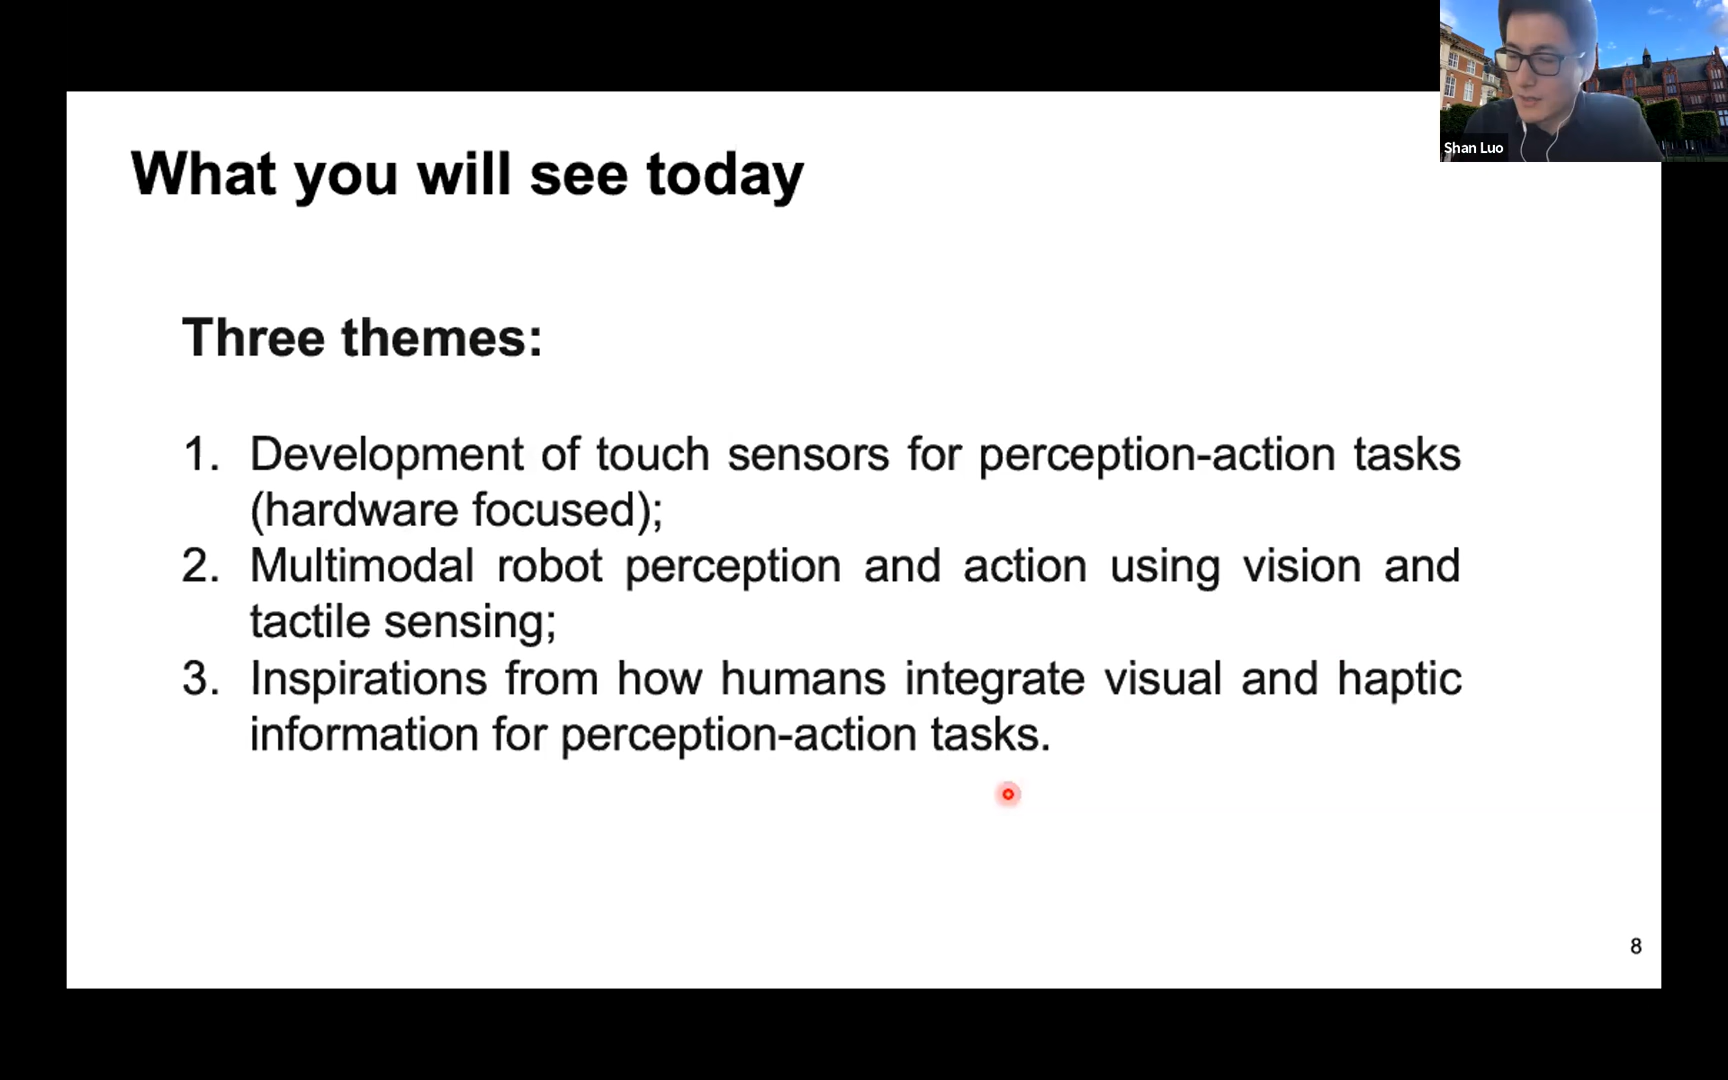 Shan Luo
What you will see today
Three themes:
1. Development of touch sensors for perception-action tasks
(hardware focused);
2. Multimodal robot perception and action using vision and
tactile sensing;
3. Inspirations from how humans integrate visual and haptic
information for perception-action tasks.
8